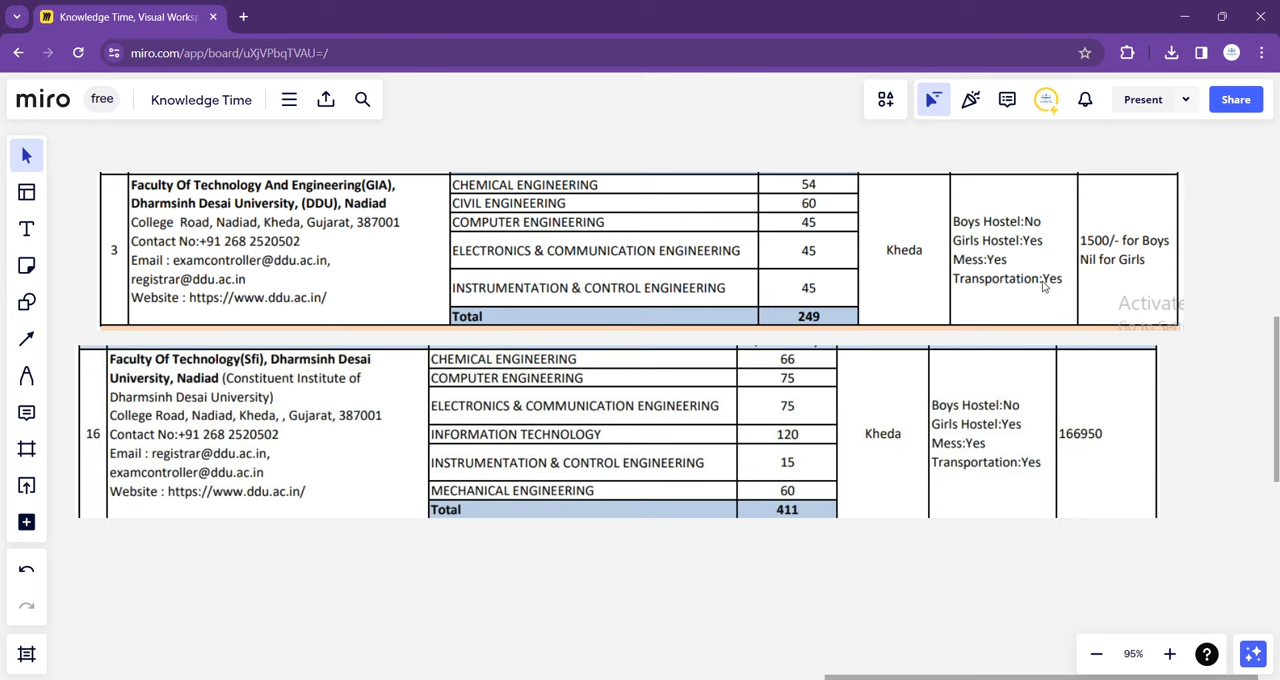 Knowledge Time, Visual Works
miro.com/app/board/uXjVPbqTVAU=/
miro free Knowledge Time
Present
Share
3
Faculty Of Technology And Engineering(GIA),
Dharmsinh Desai University, (DDU), Nadiad
College Road, Nadiad, Kheda, Gujarat, 387001
Contact No:+91 268 2520502
Email : examcontroller@ddu.ac.in,
registrar@ddu.ac.in
Website : https://www.ddu.ac.in/
CHEMICAL ENGINEERING 54
CIVIL ENGINEERING 60
COMPUTER ENGINEERING 45
ELECTRONICS & COMMUNICATION ENGINEERING 45
INSTRUMENTATION & CONTROL ENGINEERING 45
Total 249
Kheda
Boys Hostel:No
Girls Hostel:Yes
Mess:Yes
Transportation:Yes
1500/- for Boys
Nil for Girls
Activate
16
Faculty Of Technology(Sfi), Dharmsinh Desai
University, Nadiad (Constituent Institute of
Dharmsinh Desai University)
College Road, Nadiad, Kheda, , Gujarat, 387001
Contact No:+91 268 2520502
Email : registrar@ddu.ac.in,
examcontroller@ddu.ac.in
Website : https://www.ddu.ac.in/
CHEMICAL ENGINEERING 66
COMPUTER ENGINEERING 75
ELECTRONICS & COMMUNICATION ENGINEERING 75
INFORMATION TECHNOLOGY 120
INSTRUMENTATION & CONTROL ENGINEERING 15
MECHANICAL ENGINEERING 60
Total 411
Kheda
Boys Hostel:No
Girls Hostel:Yes
Mess:Yes
Transportation:Yes
166950
95%